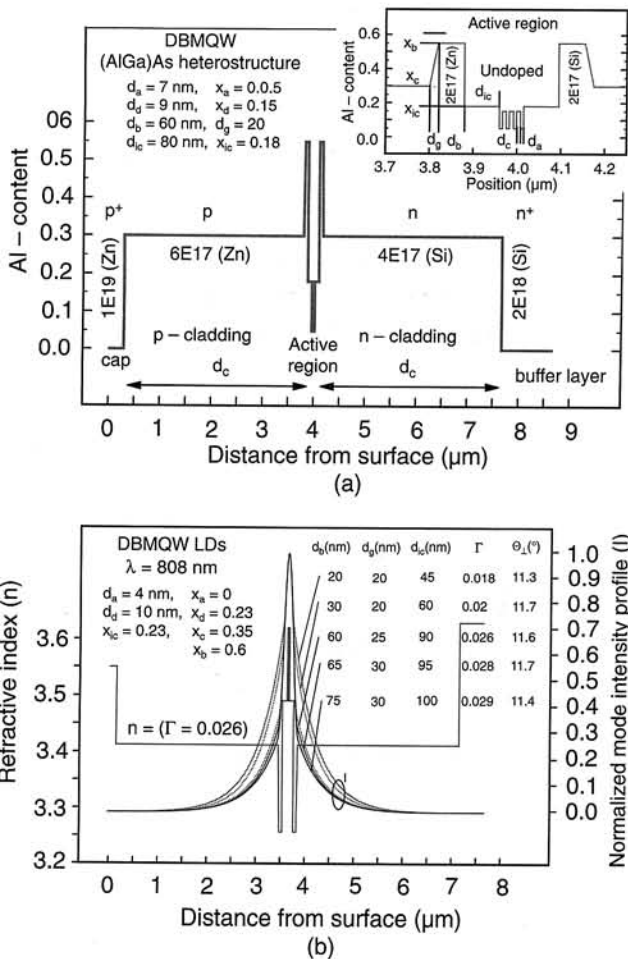 DBMQW
(AlGa)As heterostructure
d_a = 7 nm x_a = 0.0.5
d_d = 9 nm x_d = 0.15
d_b = 60 nm, d_g = 20
d_ic = 80 nm, x_ic = 0.18
Al – content
06
0.5
0.4
0.3
0.2
0.1
0.0
p+
p
n
n+
1E19 (Zn)
6E17 (Zn)
4E17 (Si)
2E18 (Si)
p – cladding
Active
region
n – cladding
cap
d_c
d_c
buffer layer
0 1 2 3 4 5 6 7 8 9
Distance from surface (µm)
(a)
Active region
Al – content
0.6
0.4
0.2
0.0
x_b
x_c
x_ic
2E17 (Zn)
Undoped
2E17 (Si)
d_ic
d_g d_b d_c d_a
3.7 3.8 4.0 4.1 4.2
Position (µm)
DBMQW LDs
λ = 808 nm
d_a = 4 nm x_a = 0
d_d = 10 nm x_d = 0.23
x_ic = 0.23, x_c = 0.35
x_b = 0.6
d_b(nm) d_g(nm) d_ic(nm) Γ Θ_⊥(°)
20 20 45 0.018 11.3
30 20 60 0.02 11.7
60 25 90 0.026 11.6
65 30 95 0.028 11.7
75 30 100 0.029 11.4
n = (Γ = 0.026)
I
Refractive index (n)
3.6
3.5
3.4
3.3
3.2
Normalized mode intensity profile (I)
1.0
0.9
0.8
0.7
0.6
0.5
0.4
0.3
0.2
0.1
0.0
0 1 2 3 4 5 6 7 8
Distance from surface (µm)
(b)